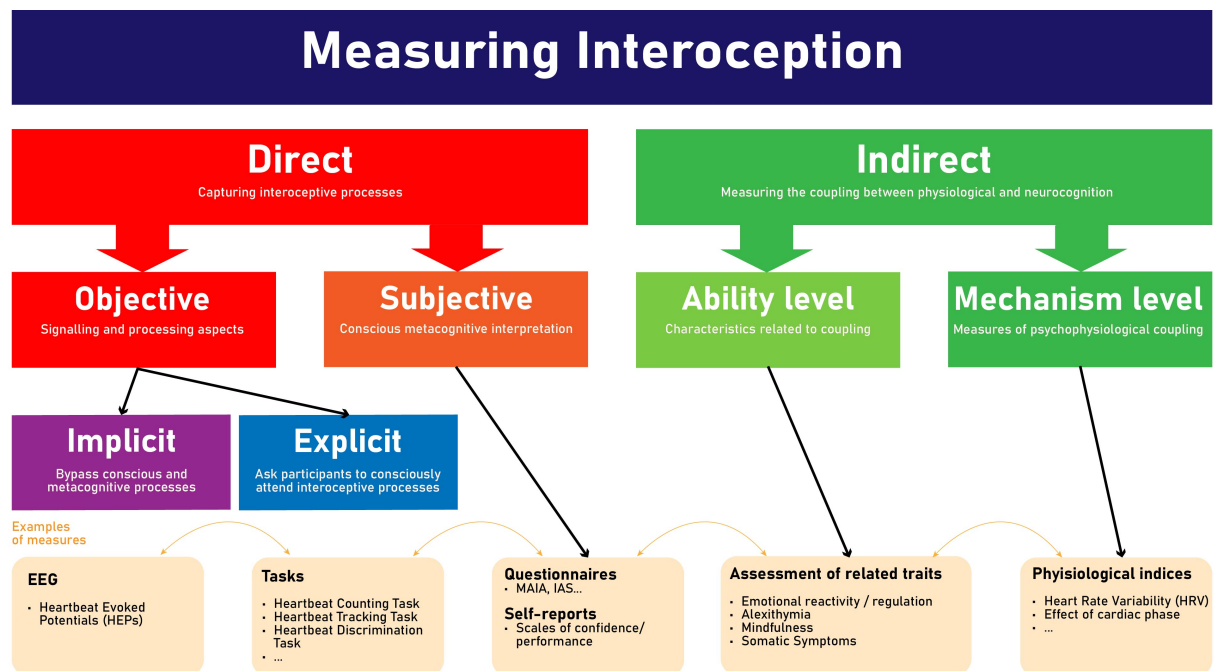 Measuring Interoception
Direct
Capturing interoceptive processes
Indirect
Measuring the coupling between physiological and neurocognition
Objective
Signalling and processing aspects
Subjective
Conscious metacognitive interpretation
Ability level
Characteristics related to coupling
Mechanism level
Measures of psychophysiological coupling
Implicit
Bypass conscious and
metacognitive processes
Explicit
Ask participants to consciously
attend interoceptive processes
Examples
of measures
EEG
· Heartbeat Evoked
Potentials (HEPs)
Tasks
· Heartbeat Counting Task
· Heartbeat Tracking Task
· Heartbeat Discrimination
Task
· ...
Questionnaires
· MAIA, IAS...
Self-reports
· Scales of confidence/
performance
Assessment of related traits
· Emotional reactivity / regulation
· Alexithymia
· Mindfulness
· Somatic Symptoms
Phyisiological indices
· Heart Rate Variability (HRV)
· Effect of cardiac phase
· ...